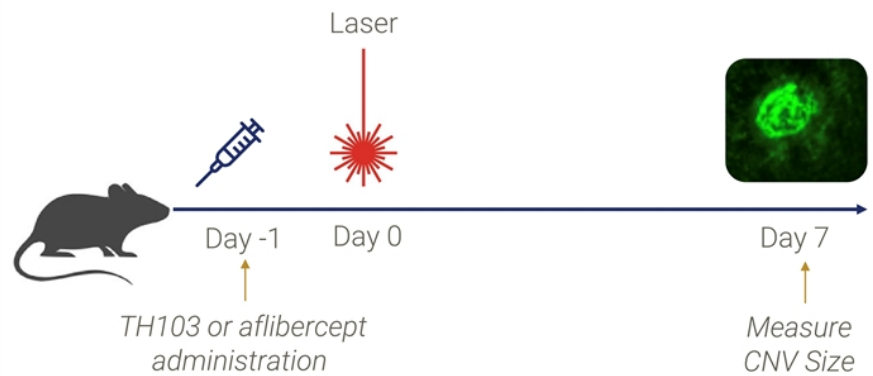 Laser
Day -1
Day 0
Day 7
TH103 or aflibercept
administration
Measure
CNV Size